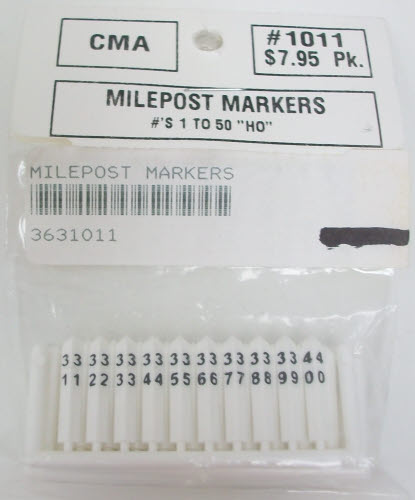 CMA
#1011
$7.95 Pk.
MILEPOST MARKERS
#'S 1 TO 50 "HO"
MILEPOST MARKERS
3631011
33 33 33 33 33 33 33 33 33 44
11 22 33 44 55 66 77 88 99 00